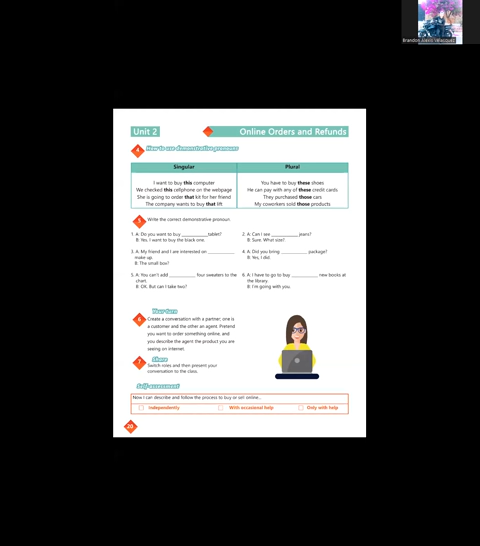 Brandon Alexis Velazquez
Unit 2
Online Orders and Refunds
4
How to use demonstrative pronouns
Singular
Plural
I want to buy this computer
We checked this cellphone on the webpage
She is going to order that kit for her friend
The company wants to buy that lift
You have to buy these shoes
He can pay with any of these credit cards
They purchased those cars
My coworkers sold those products
5
Write the correct demonstrative pronoun:
1. A: Do you want to buy __________tablet?
B: Yes, I want to buy the black one.
2. A: Can I see __________ jeans?
B: Sure, What size?
3. A: My friend and I are interested on __________
make up.
B: The small box?
4. A: Did you bring __________ package?
B: Yes, I did.
5. A: You can't add __________ four sweaters to the
chart.
B: OK. But can I take two?
6. A: I have to go to buy __________ new books at
the library.
B: I'm going with you.
6
Your turn
Create a conversation with a partner; one is
a customer and the other an agent. Pretend
you want to order something online, and
you describe the agent the product you are
seeing on internet.
7
Share
Switch roles and then present your
conversation to the class.
Self-assessment
Now I can describe and follow the process to buy or sell online.,
Independently
With occasional help
Only with help
20